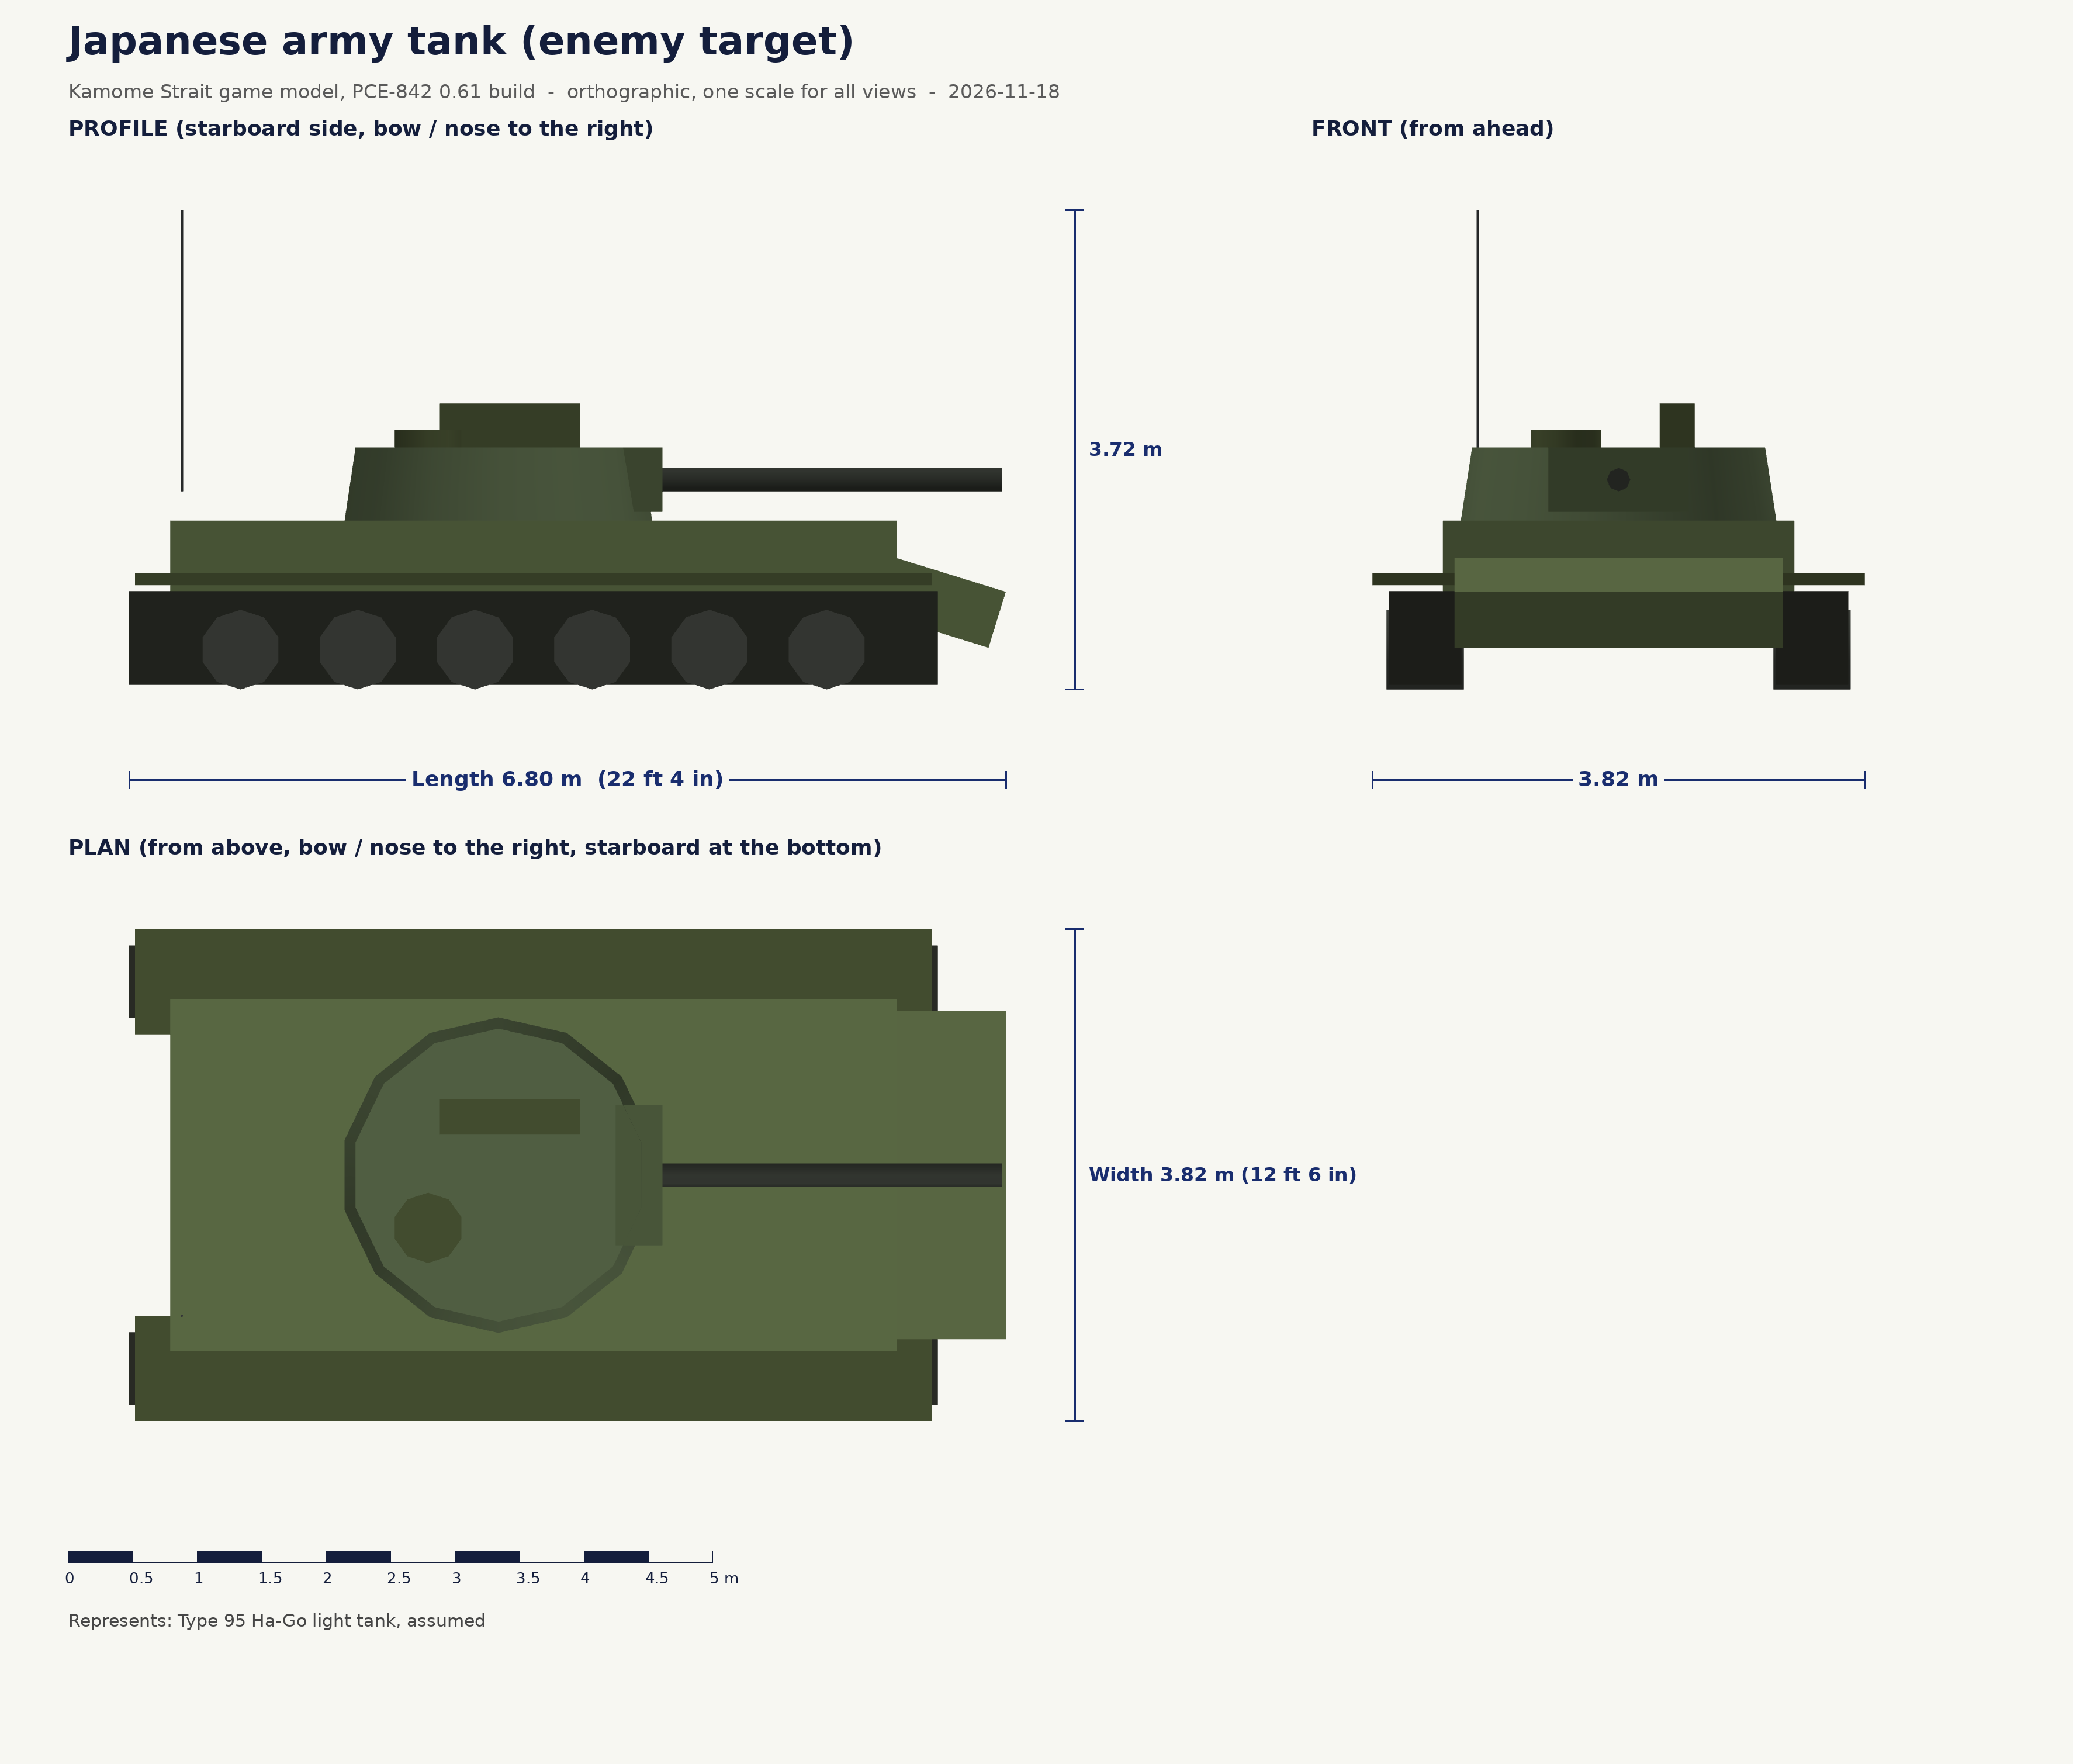 Japanese army tank (enemy target)
Kamome Strait game model, PCE-842 0.61 build - orthographic, one scale for all views - 2026-11-18
PROFILE (starboard side, bow / nose to the right)
FRONT (from ahead)
3.72 m
Length 6.80 m (22 ft 4 in)
3.82 m
PLAN (from above, bow / nose to the right, starboard at the bottom)
Width 3.82 m (12 ft 6 in)
0 0.5 1 1.5 2 2.5 3 3.5 4 4.5 5 m
Represents: Type 95 Ha-Go light tank, assumed